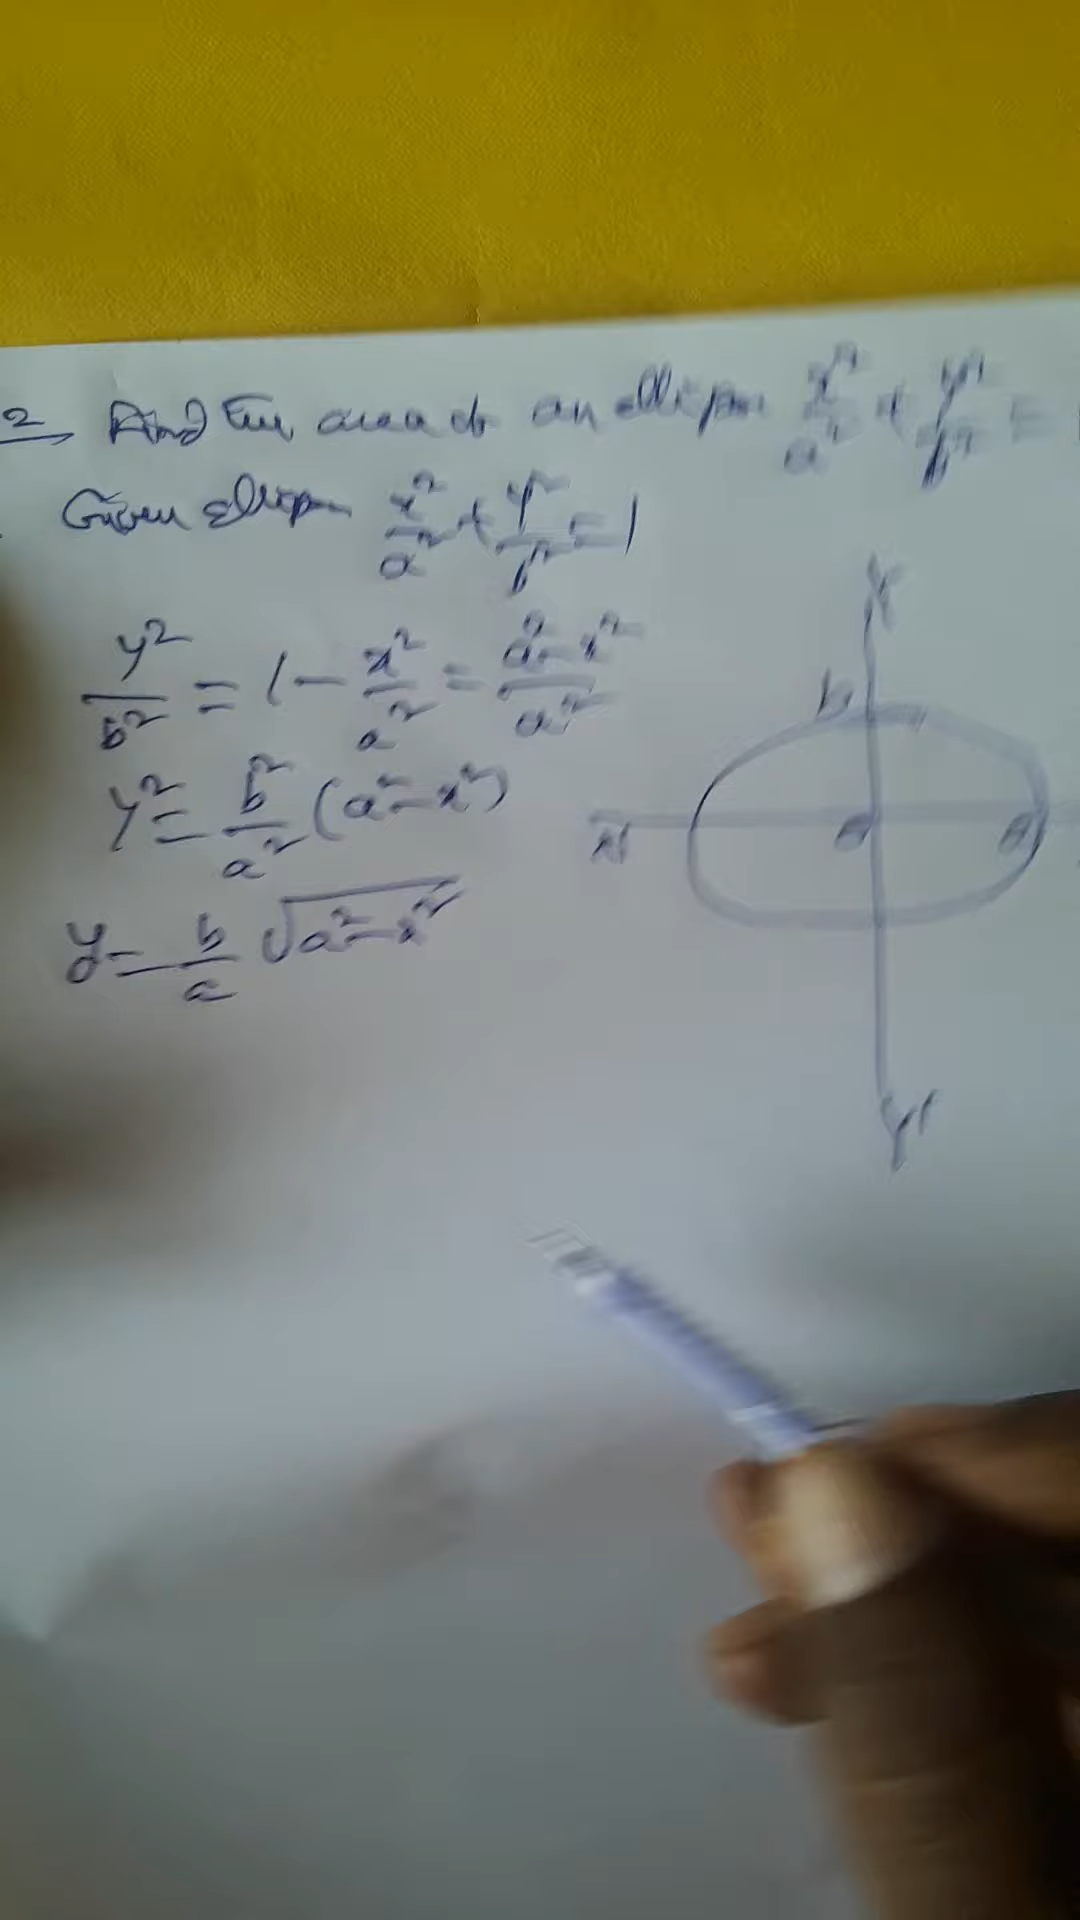 2 Find the area of an ellipse x²/a² + y²/b² =
Given ellipse x²/a² + y²/b² = 1
y²/b² = 1 - x²/a² = a² - x²/a²
y² = b²/a² (a² - x²)
y = b/a √a² - x²
Y
b
X' O a
Y'